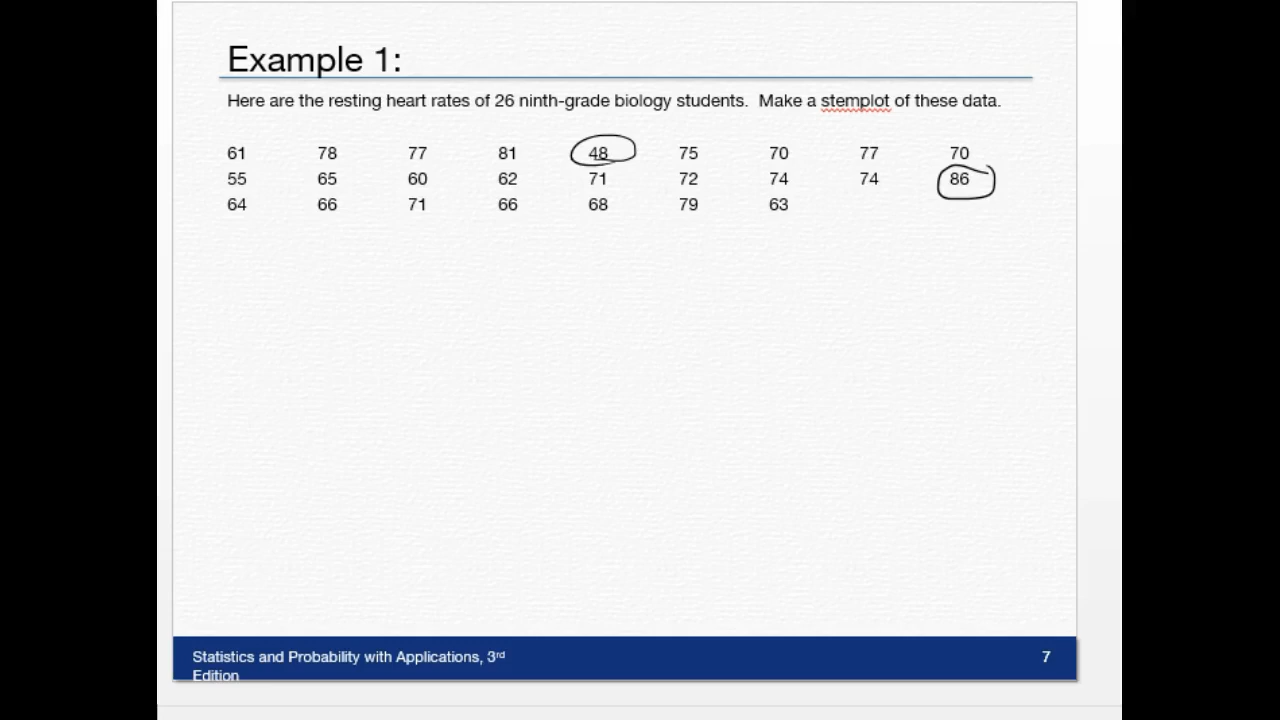 Example 1:
Here are the resting heart rates of 26 ninth-grade biology students.  Make a stemplot of these data.
61 78 77 81 48 75 70 77 70
55 65 60 62 71 72 74 74 86
64 66 71 66 68 79 63
Statistics and Probability with Applications, 3rd
Edition
7